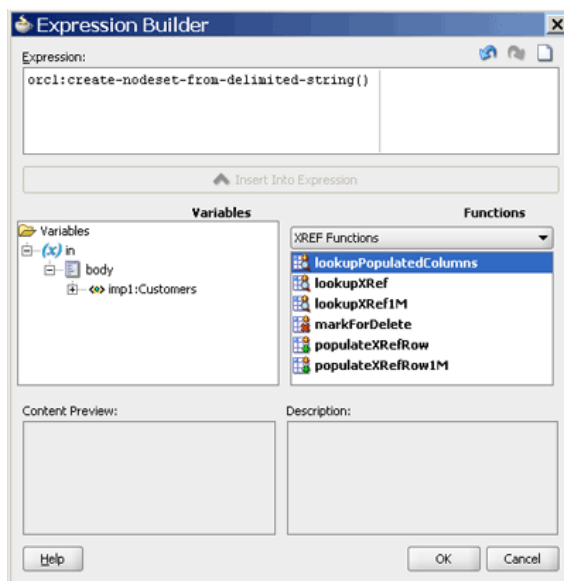 Expression Builder
Expression:
orcl:create-nodeset-from-delimited-string()
Insert Into Expression
Variables
Functions
Variables
(x) in
body
imp1:Customers
XREF Functions
lookupPopulatedColumns
lookupXRef
lookupXRef1M
markForDelete
populateXRefRow
populateXRefRow1M
Content Preview:
Description:
Help
OK
Cancel